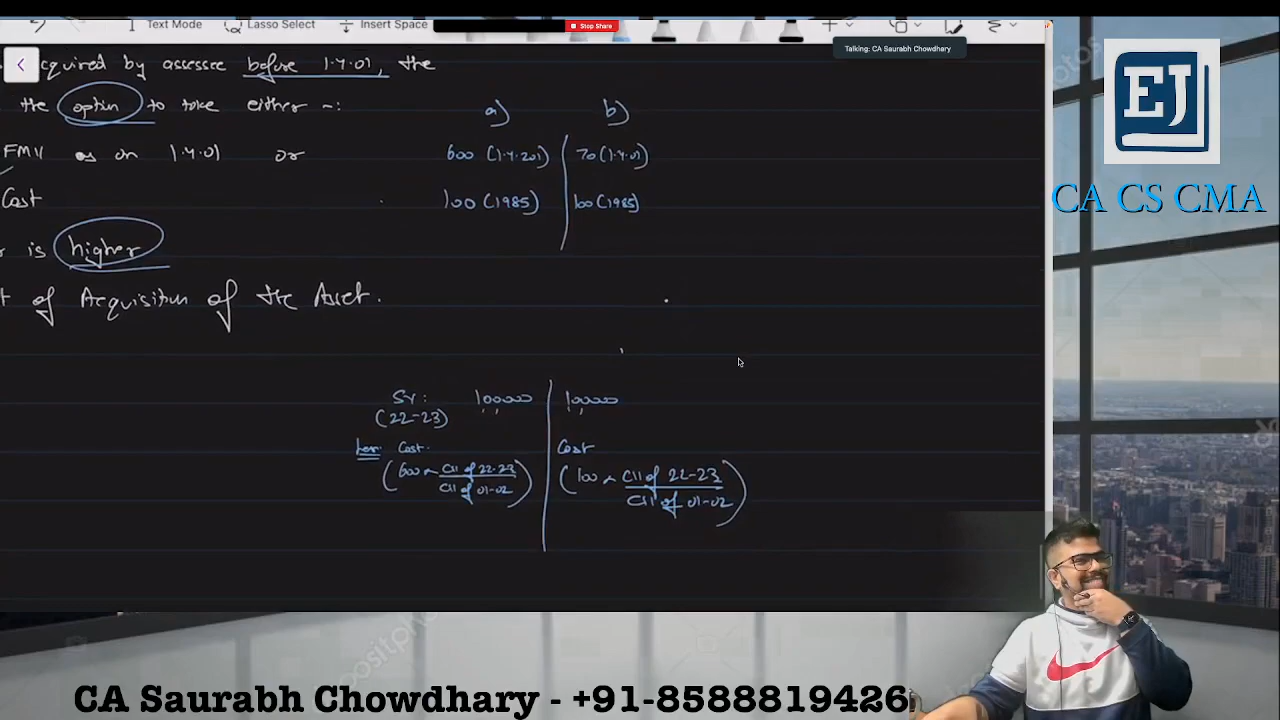 Text Mode Lasso Select Insert Space
Stop Share
Talking: CA Saurabh Chowdhary
EJ
CA CS CMA
cquired by assessee before 1.4.01, the
the option to take either -:
FMV as on 1.4.01 or
Cost
r is higher
t of Acquisition of the Asset.
a) b)
600 (1.4.201) 70 (1.4.01)
100 (1985) 100 (1985)
SV: 100000 100000
(22-23)
Less: Cost. Cost
(600 × CII of 22-23 / CII of 01-02) (100 × CII of 22-23 / CII of 01-02)
CA Saurabh Chowdhary - +91-8588819426